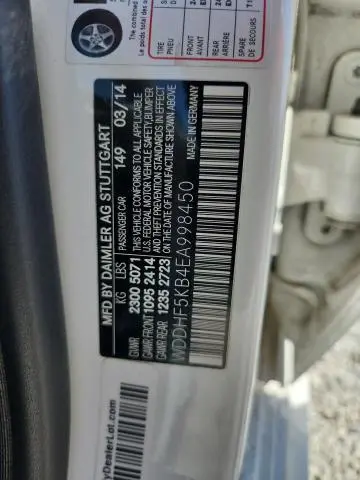 MFD BY DAIMLER AG STUTTGART
KG LBS PASSENGER CAR 149 03/14
GVWR 2300 5071 THIS VEHICLE CONFORMS TO ALL APPLICABLE
GAWR FRONT 1095 2414 U.S. FEDERAL MOTOR VEHICLE SAFETY, BUMPER
GAWR REAR 1235 2723 AND THEFT PREVENTION STANDARDS IN EFFECT
ON THE DATE OF MANUFACTURE SHOWN ABOVE
WDDHF5KB4EA998450
MADE IN GERMANY
TIRE
PNEU
FRONT
AVANT
REAR
ARRIÈRE
SPARE
DE SECOURS
yDealerLot.com